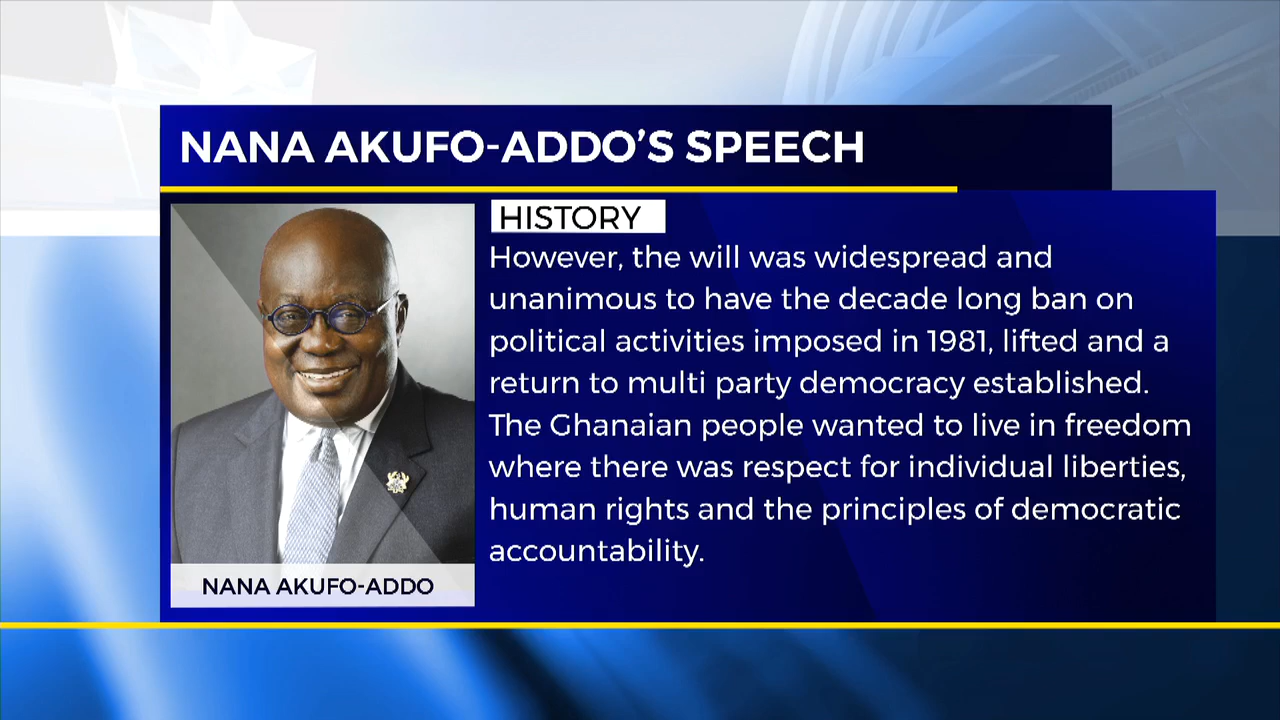 NANA AKUFO-ADDO'S SPEECH
HISTORY
However, the will was widespread and
unanimous to have the decade long ban on
political activities imposed in 1981, lifted and a
return to multi party democracy established.
The Ghanaian people wanted to live in freedom
where there was respect for individual liberties,
human rights and the principles of democratic
accountability.
NANA AKUFO-ADDO